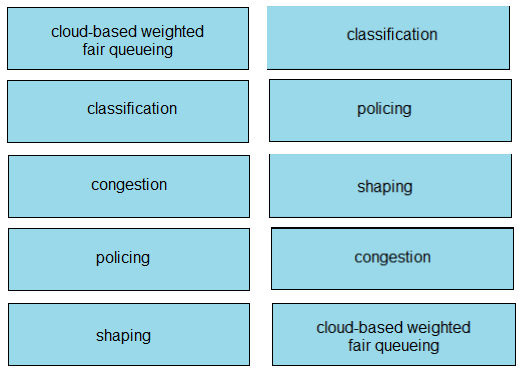 cloud-based weighted
fair queueing
classification
congestion
policing
shaping
classification
policing
shaping
congestion
cloud-based weighted
fair queueing